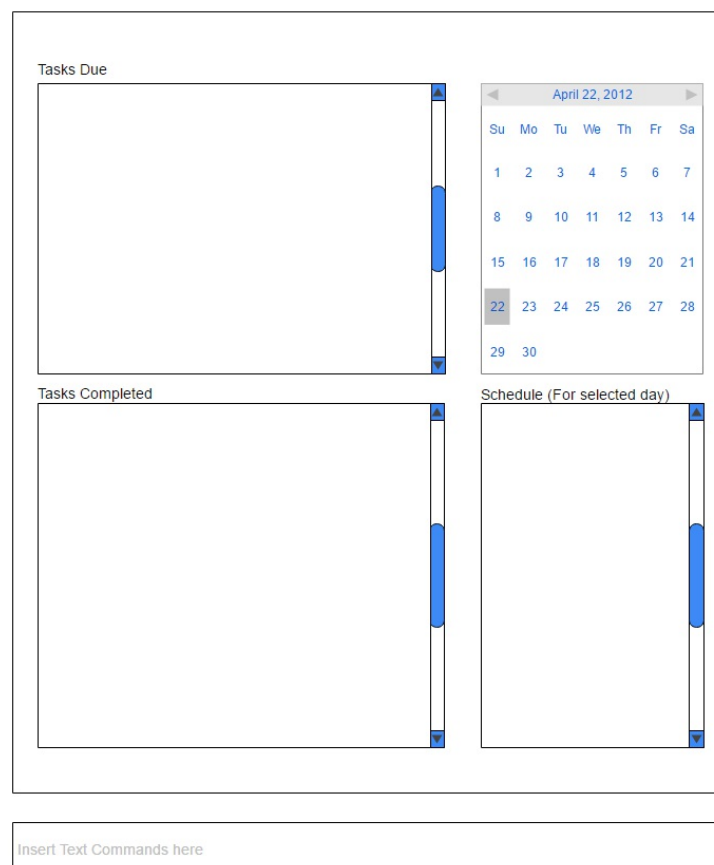 Tasks Due
April 22, 2012
Su Mo Tu We Th Fr Sa
1 2 3 4 5 6 7
8 9 10 11 12 13 14
15 16 17 18 19 20 21
22 23 24 25 26 27 28
29 30
Tasks Completed
Schedule (For selected day)
Insert Text Commands here